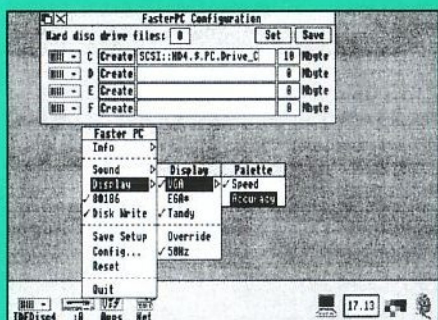 FasterPC Configuration
Hard disc drive files: 0 Set Save
C Create SCSI::HD4.$.PC.Drive_C 10 Mbyte
D Create 0 Mbyte
E Create 0 Mbyte
F Create 0 Mbyte
Faster PC
Info
Sound
Display
80186
Disk Write
Save Setup
Config...
Reset
Quit
Display
VGA
EGA*
Tandy
Override
50Hz
Palette
Speed
Accuracy
:0 Apps Net
17.13